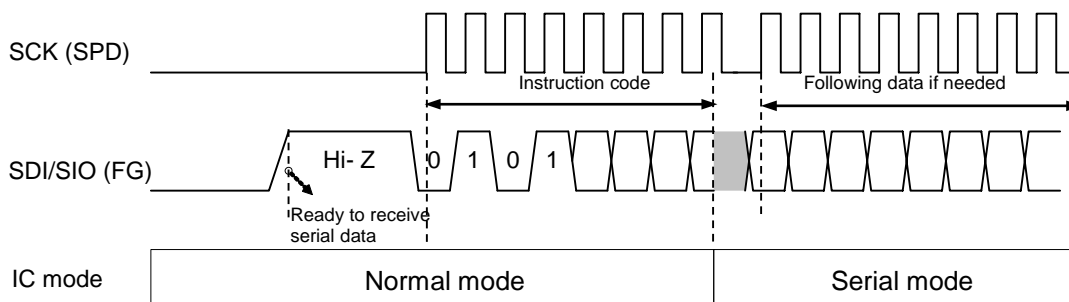 SCK (SPD)
Instruction code
Following data if needed
SDI/SIO (FG)
Hi- Z
0 1 0 1
Ready to receive
serial data
IC mode
Normal mode
Serial mode